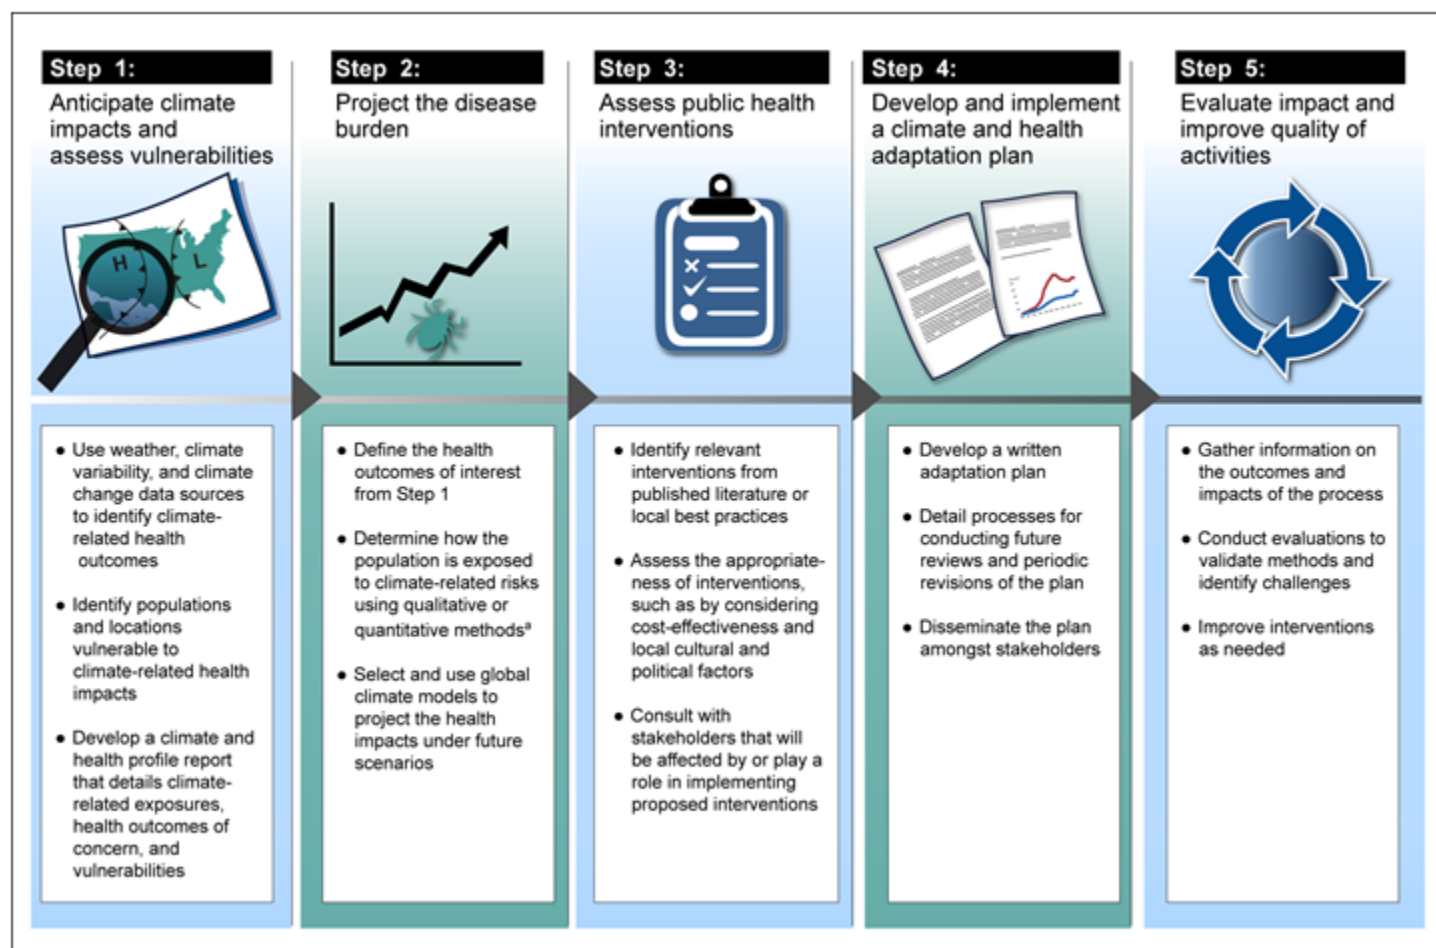 Step 1:
Anticipate climate
impacts and
assess vulnerabilities
H
L
● Use weather, climate
variability, and climate
change data sources
to identify climate-
related health
outcomes
● Identify populations
and locations
vulnerable to
climate-related health
impacts
● Develop a climate and
health profile report
that details climate-
related exposures,
health outcomes of
concern, and
vulnerabilities
Step 2:
Project the disease
burden
● Define the health
outcomes of interest
from Step 1
● Determine how the
population is exposed
to climate-related risks
using qualitative or
quantitative methodsª
● Select and use global
climate models to
project the health
impacts under future
scenarios
Step 3:
Assess public health
interventions
● Identify relevant
interventions from
published literature or
local best practices
● Assess the appropriate-
ness of interventions,
such as by considering
cost-effectiveness and
local cultural and
political factors
● Consult with
stakeholders that will
be affected by or play a
role in implementing
proposed interventions
Step 4:
Develop and implement
a climate and health
adaptation plan
● Develop a written
adaptation plan
● Detail processes for
conducting future
reviews and periodic
revisions of the plan
● Disseminate the plan
amongst stakeholders
Step 5:
Evaluate impact and
improve quality of
activities
● Gather information on
the outcomes and
impacts of the process
● Conduct evaluations to
validate methods and
identify challenges
● Improve interventions
as needed